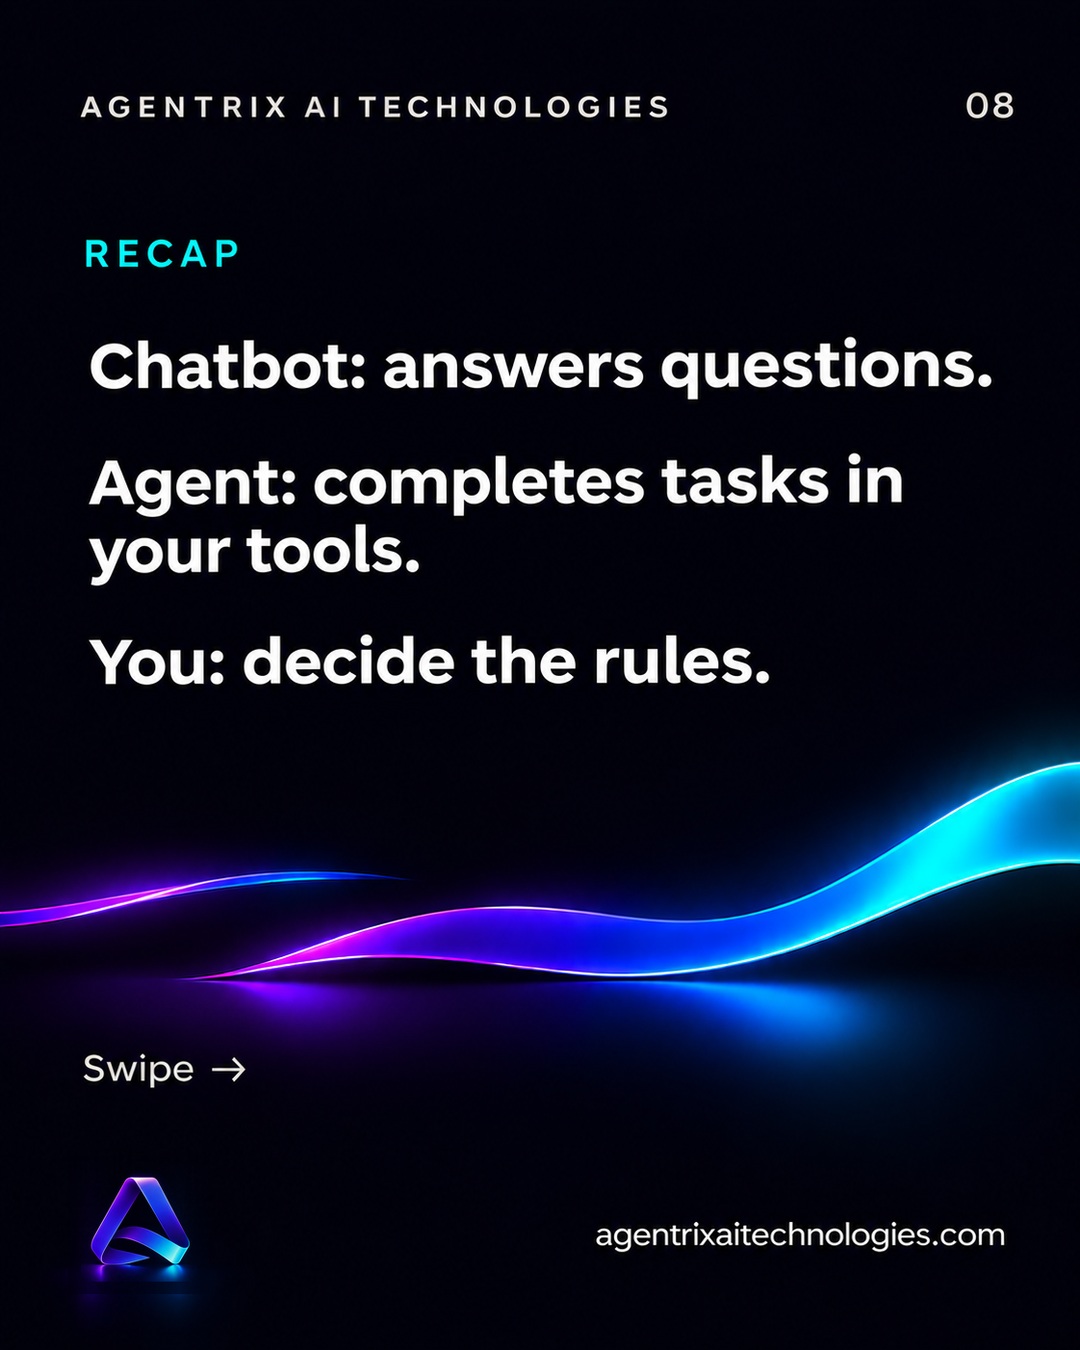 AGENTRIX AI TECHNOLOGIES
08
RECAP
Chatbot: answers questions.
Agent: completes tasks in
your tools.
You: decide the rules.
Swipe →
agentrixaitechnologies.com